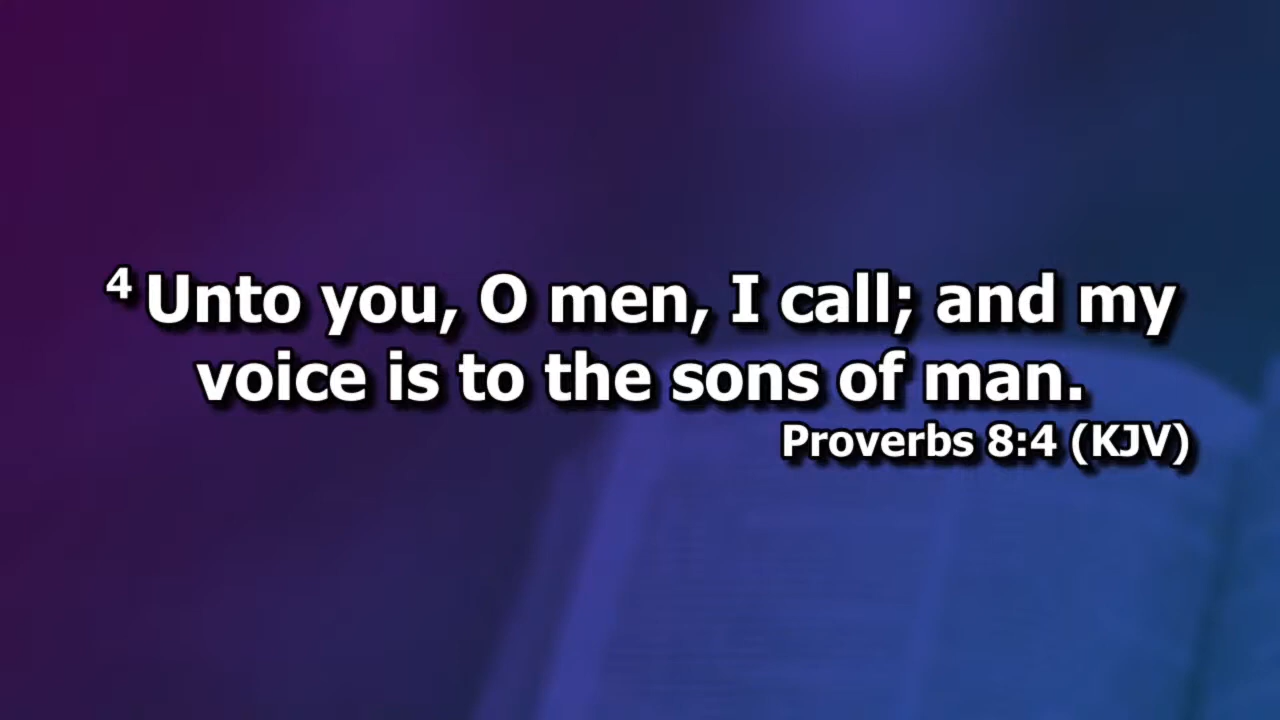 4 Unto you, O men, I call; and my
voice is to the sons of man.
Proverbs 8:4 (KJV)